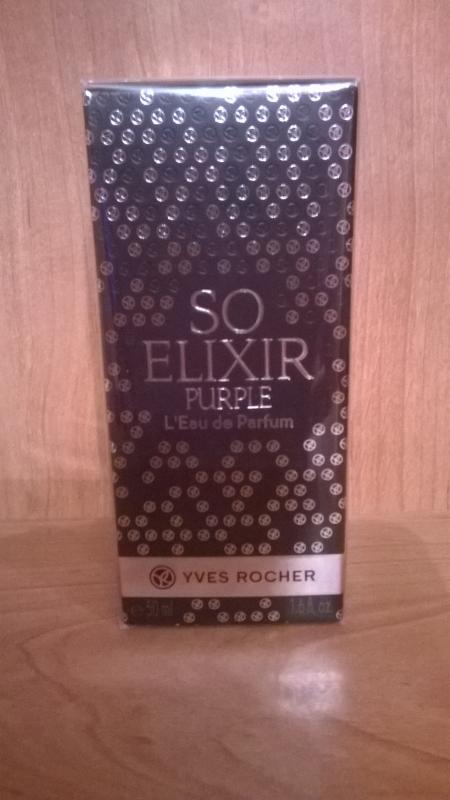 SO
ELIXIR
PURPLE
L'Eau de Parfum
YVES ROCHER
e 50 ml 1.6 fl. oz.